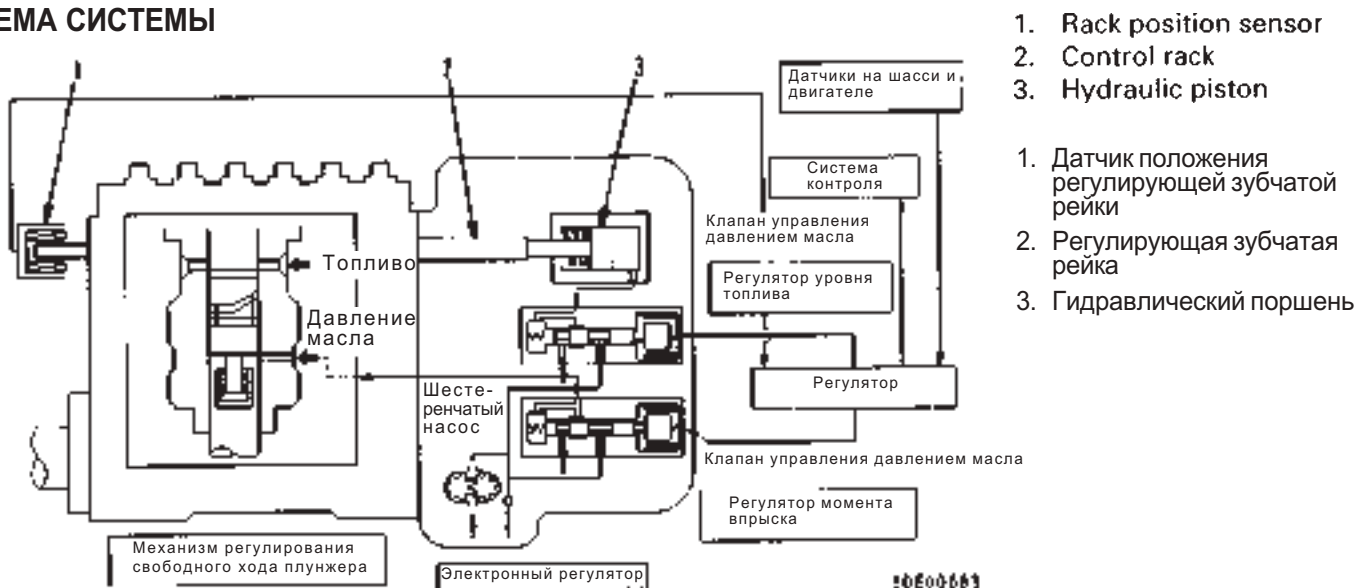 ЕМА СИСТЕМЫ
1. Rack position sensor
2. Control rack
3. Hydraulic piston
1. Датчик положения
регулирующей зубчатой
рейки
2. Регулирующая зубчатая
рейка
3. Гидравлический поршень
1
3
Датчики на шасси и
двигателе
Система
контроля
Клапан управления
давлением масла
Регулятор уровня
топлива
Топливо
Давление
масла
Шесте-
ренчатый
насос
Регулятор
Клапан управления давлением масла
Регулятор момента
впрыска
Механизм регулирования
свободного хода плунжера
Электронный регулятор